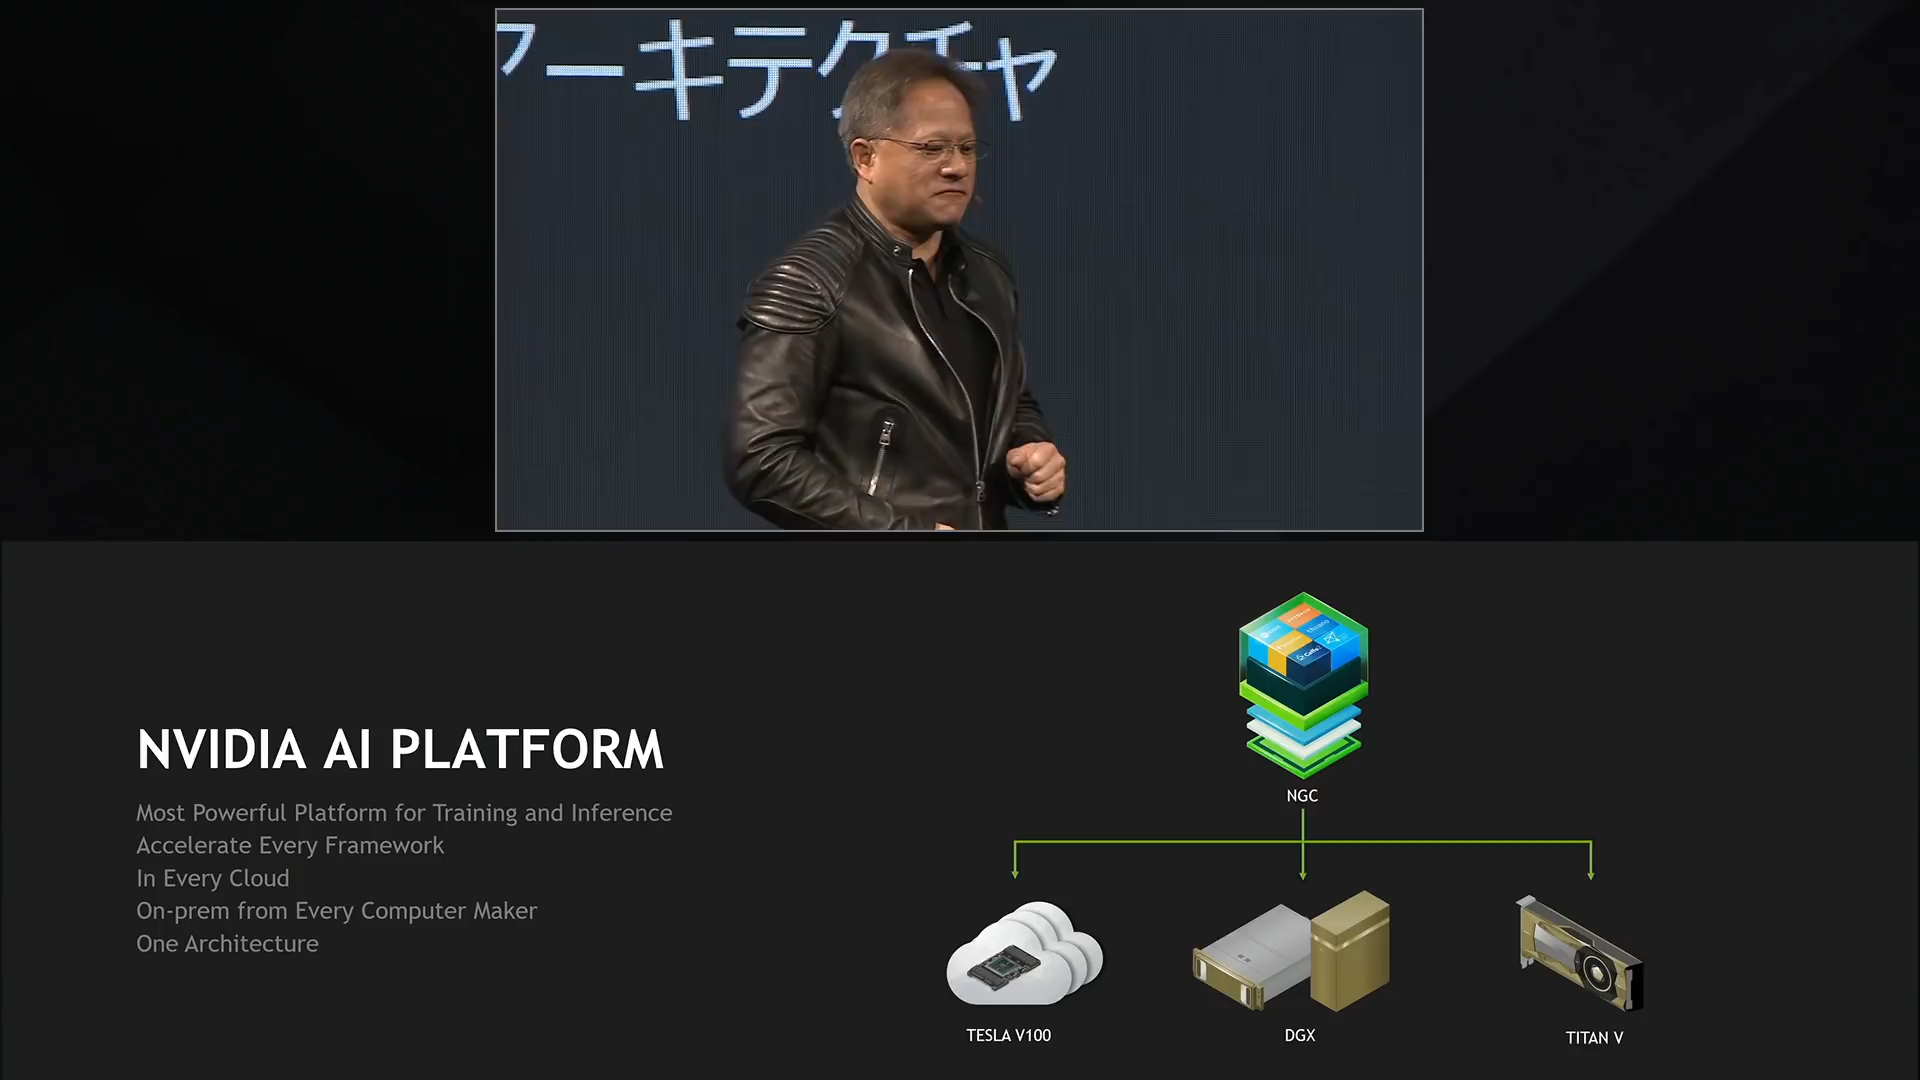 アーキテクチャ
NVIDIA AI PLATFORM
Most Powerful Platform for Training and Inference
Accelerate Every Framework
In Every Cloud
On-prem from Every Computer Maker
One Architecture
NGC
TESLA V100
DGX
TITAN V